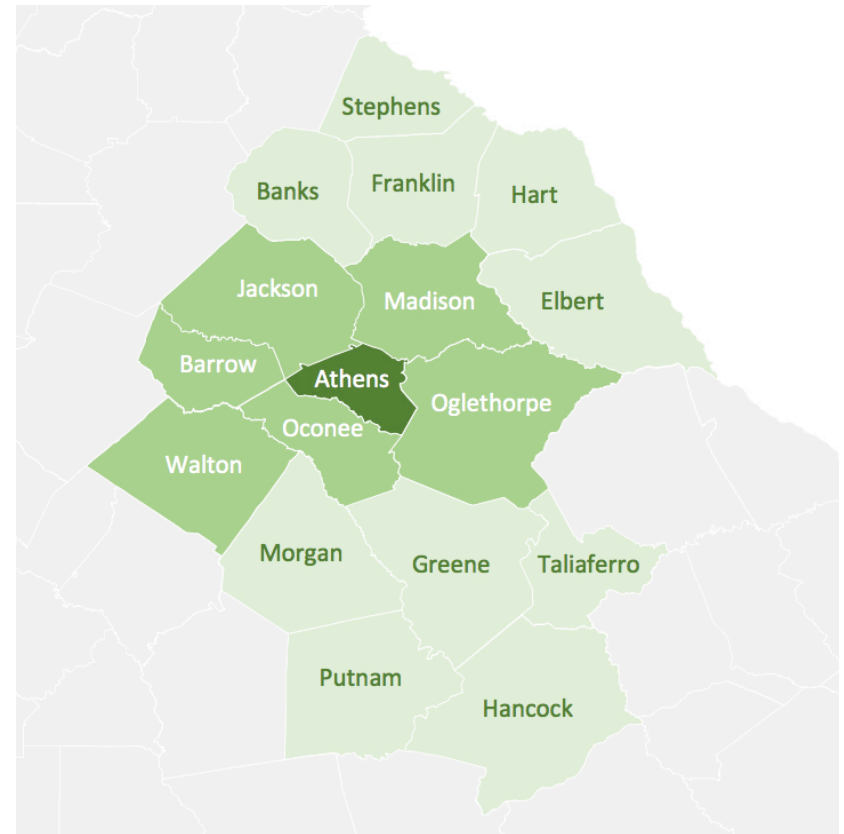 Stephens
Banks
Franklin
Hart
Jackson
Madison
Elbert
Barrow
Athens
Oglethorpe
Oconee
Walton
Morgan
Greene
Taliaferro
Putnam
Hancock